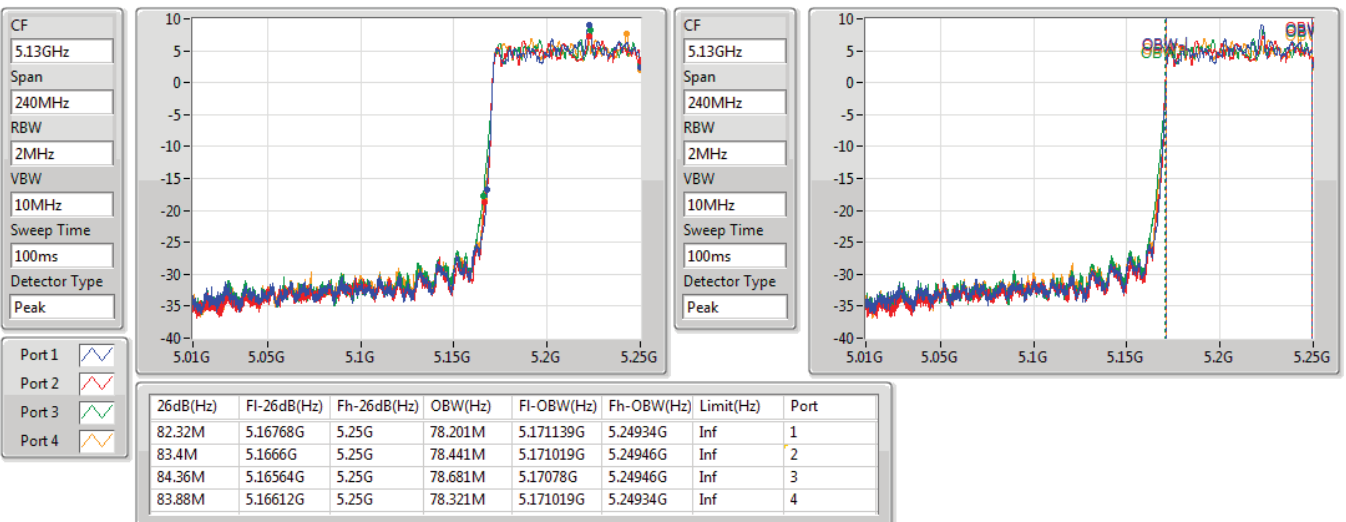 CF
5.13GHz
Span
240MHz
RBW
2MHz
VBW
10MHz
Sweep Time
100ms
Detector Type
Peak
Port 1
Port 2
Port 3
Port 4
10
5
0
-5
-10
-15
-20
-25
-30
-35
-40
5.01G 5.05G 5.1G 5.15G 5.2G 5.25G
CF
5.13GHz
Span
240MHz
RBW
2MHz
VBW
10MHz
Sweep Time
100ms
Detector Type
Peak
10
5
0
-5
-10
-15
-20
-25
-30
-35
-40
5.01G 5.05G 5.1G 5.15G 5.2G 5.25G
26dB(Hz) Fl-26dB(Hz) Fh-26dB(Hz) OBW(Hz) Fl-OBW(Hz) Fh-OBW(Hz) Limit(Hz) Port
82.32M 5.16768G 5.25G 78.201M 5.171139G 5.24934G Inf 1
83.4M 5.1666G 5.25G 78.441M 5.171019G 5.24946G Inf 2
84.36M 5.16564G 5.25G 78.681M 5.17078G 5.24946G Inf 3
83.88M 5.16612G 5.25G 78.321M 5.171019G 5.24934G Inf 4